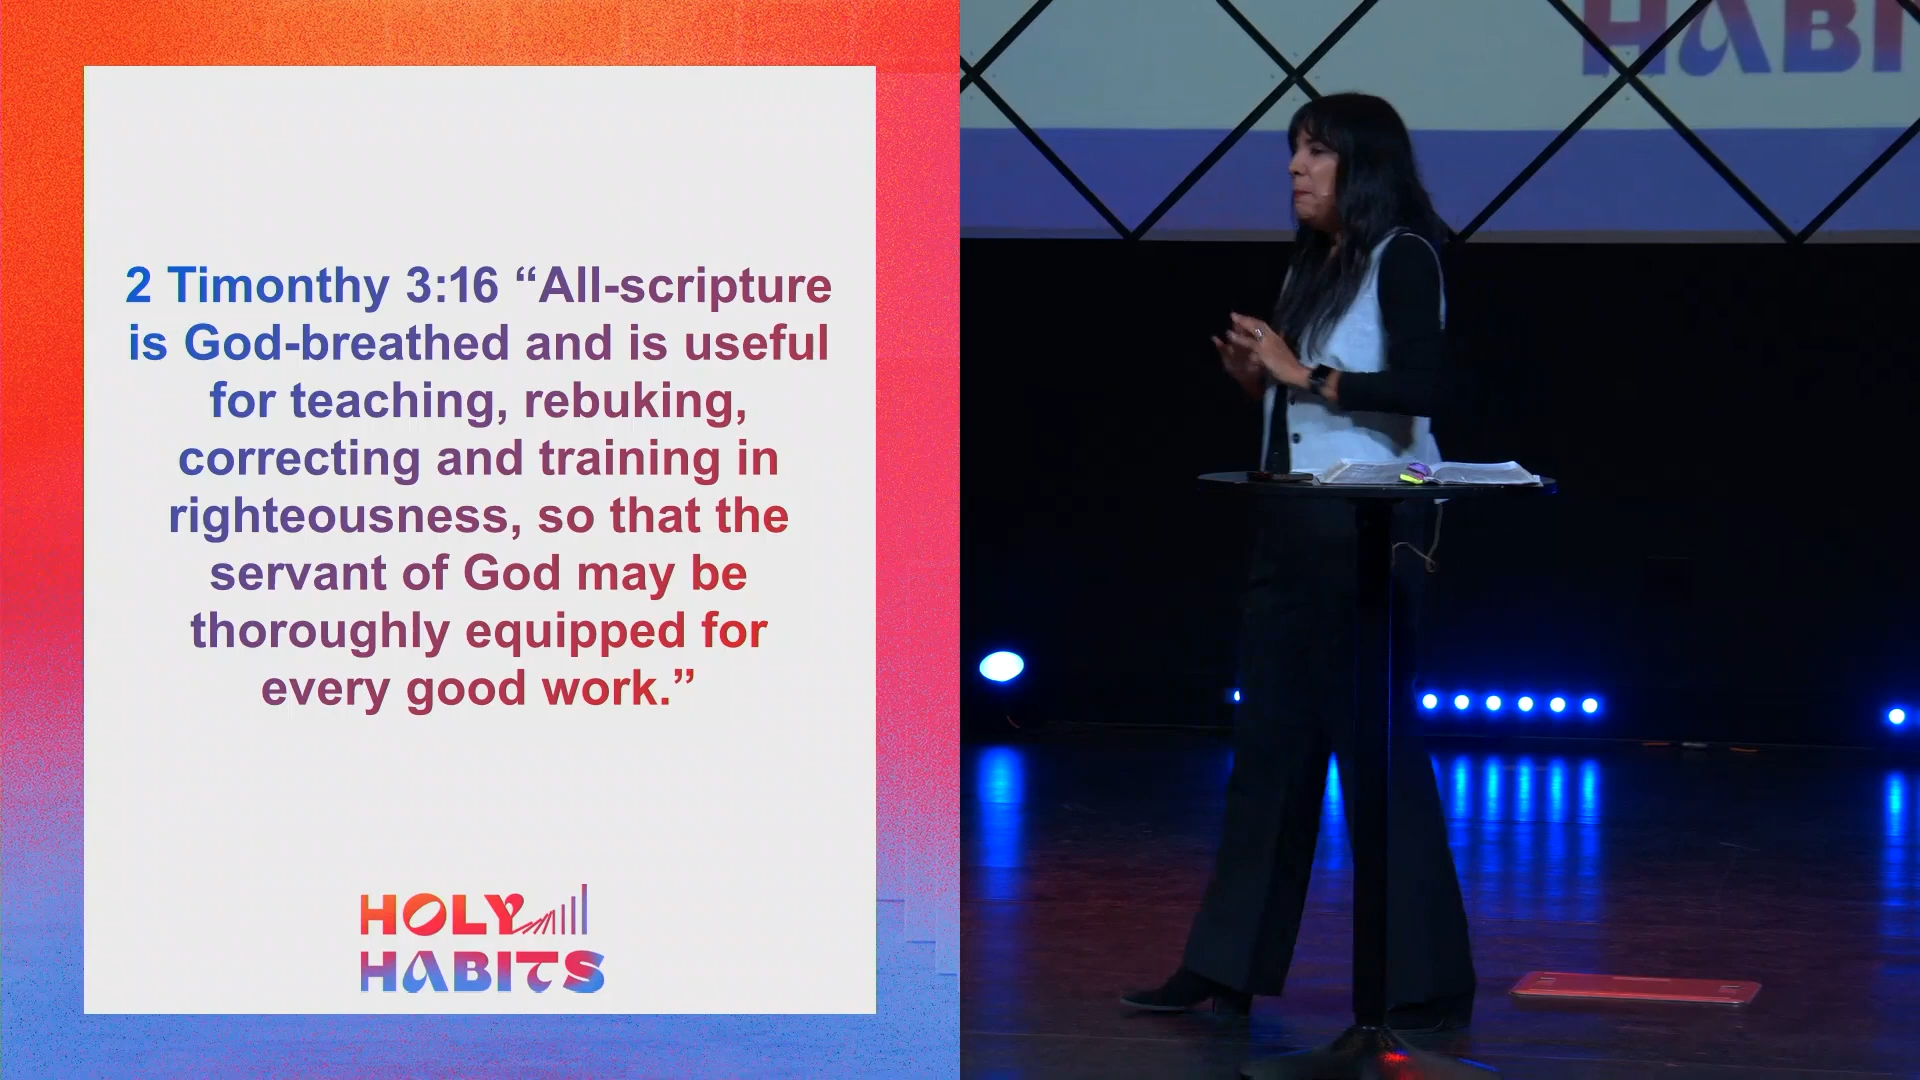 2 Timonthy 3:16 “All-scripture
is God-breathed and is useful
for teaching, rebuking,
correcting and training in
righteousness, so that the
servant of God may be
thoroughly equipped for
every good work.”
HOLY
HABITS
HABI